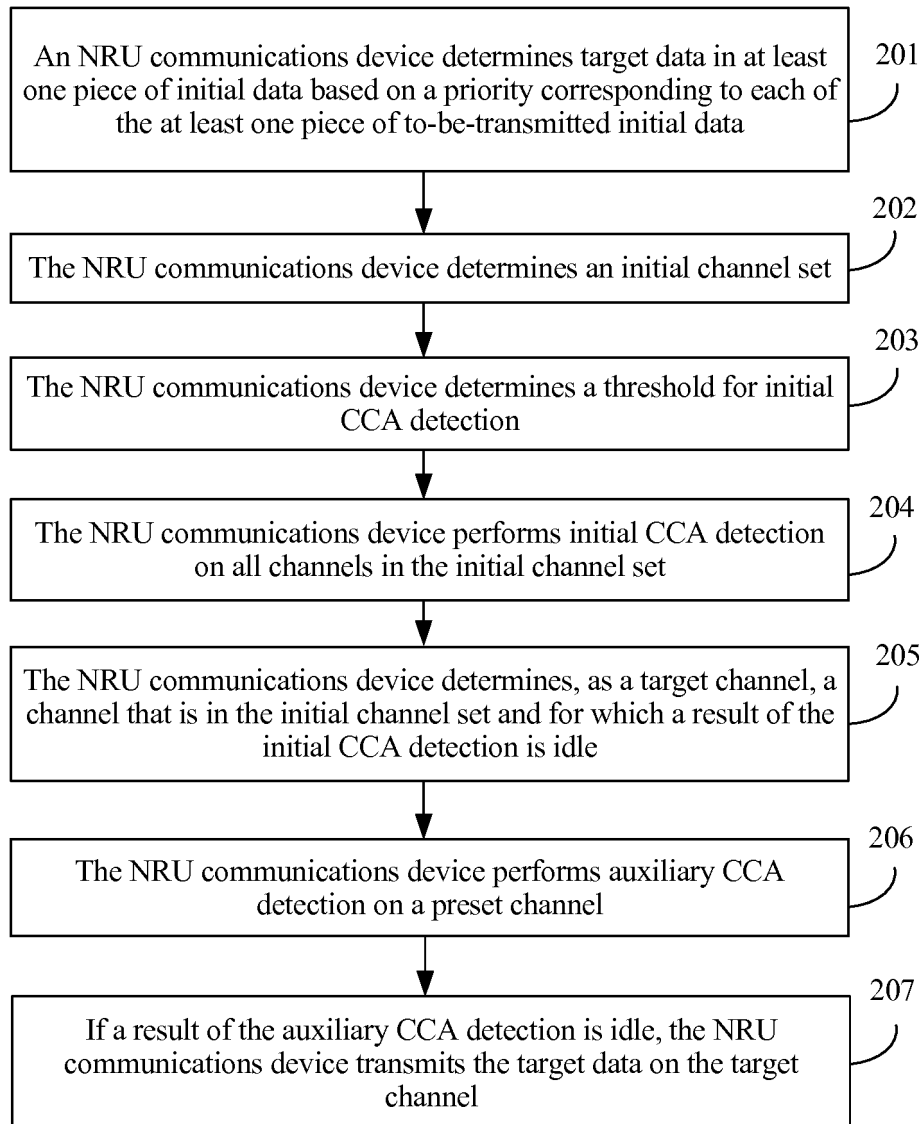 An NRU communications device determines target data in at least
one piece of initial data based on a priority corresponding to each of
the at least one piece of to-be-transmitted initial data
201
202
The NRU communications device determines an initial channel set
203
The NRU communications device determines a threshold for initial
CCA detection
204
The NRU communications device performs initial CCA detection
on all channels in the initial channel set
205
The NRU communications device determines, as a target channel, a
channel that is in the initial channel set and for which a result of the
initial CCA detection is idle
206
The NRU communications device performs auxiliary CCA
detection on a preset channel
207
If a result of the auxiliary CCA detection is idle, the NRU
communications device transmits the target data on the target
channel